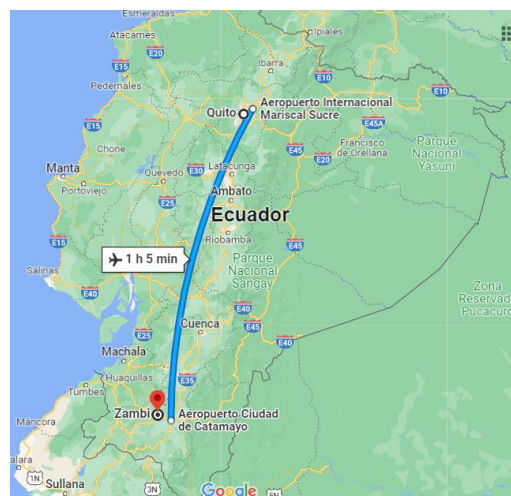 Esmeraldas
Ipiales
Atacames
E20
Ibarra
E15
Pedernales
E10
E10
Quito
Aeropuerto Internacional
Mariscal Sucre
E15
E45A
Chone
E45
Francisco
de Orellana
Parque
Nacional
Yasuni
E20
Manta
Quevedo
E30
Latacunga
Portoviejo
Ambato
E25
Ecuador
E15
Riobamba
E45
1 h 5 min
Parque
Nacional
Sangay
Salinas
E40
Zona
Reservad
Pucacuro
E40
E25
Cuenca
E45
E40
Machala
Huaquillas
E35
Tumbes
Zambi
Aeropuerto Ciudad
de Catamayo
Mancora
alara
1N
Sullana
3N
5N
Google